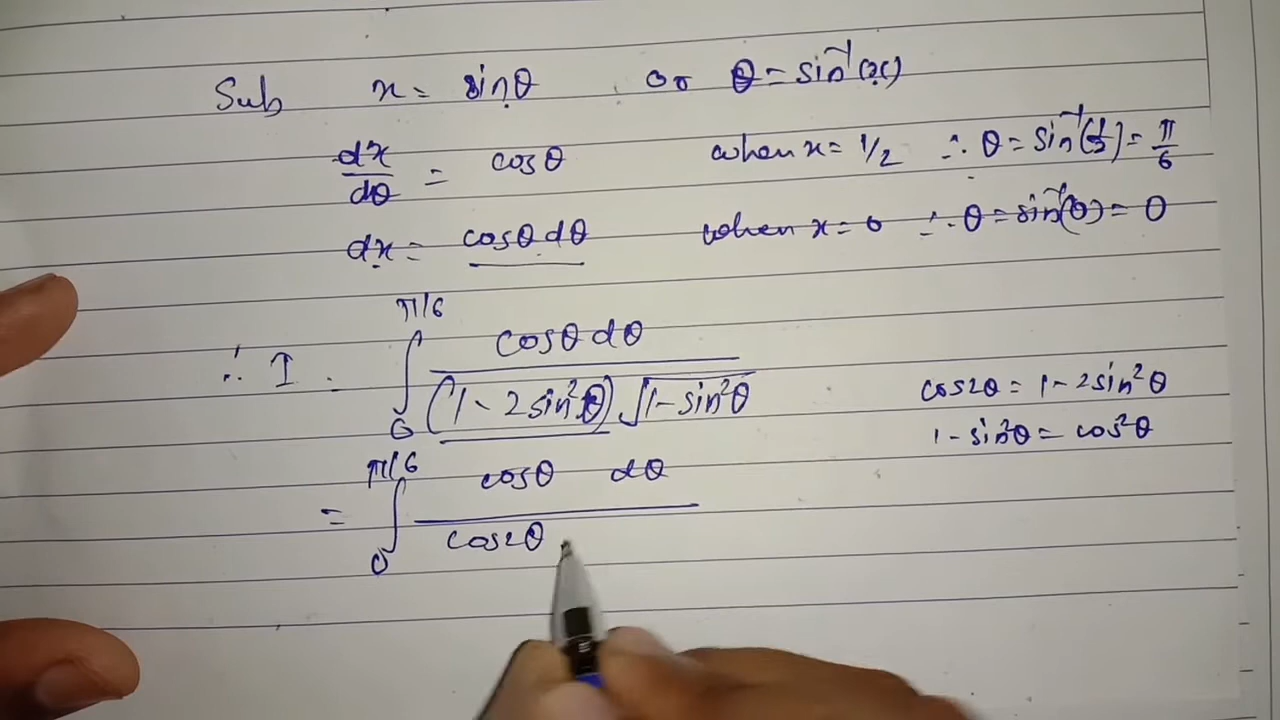 Sub x = sinθ or θ = sin⁻¹(x)
dx/dθ = cosθ when x = 1/2 ∴ θ = sin⁻¹(1/2) = π/6
dx = cosθ dθ when x = 0 ∴ θ = sin⁻¹(0) = 0
∴ I = ∫₀^(π/6) cosθ dθ / (1 - 2sin²θ) √(1-sin²θ)
cos2θ = 1 - 2sin²θ
1 - sin²θ = cos²θ
= ∫₀^(π/6) cosθ dθ / cos2θ